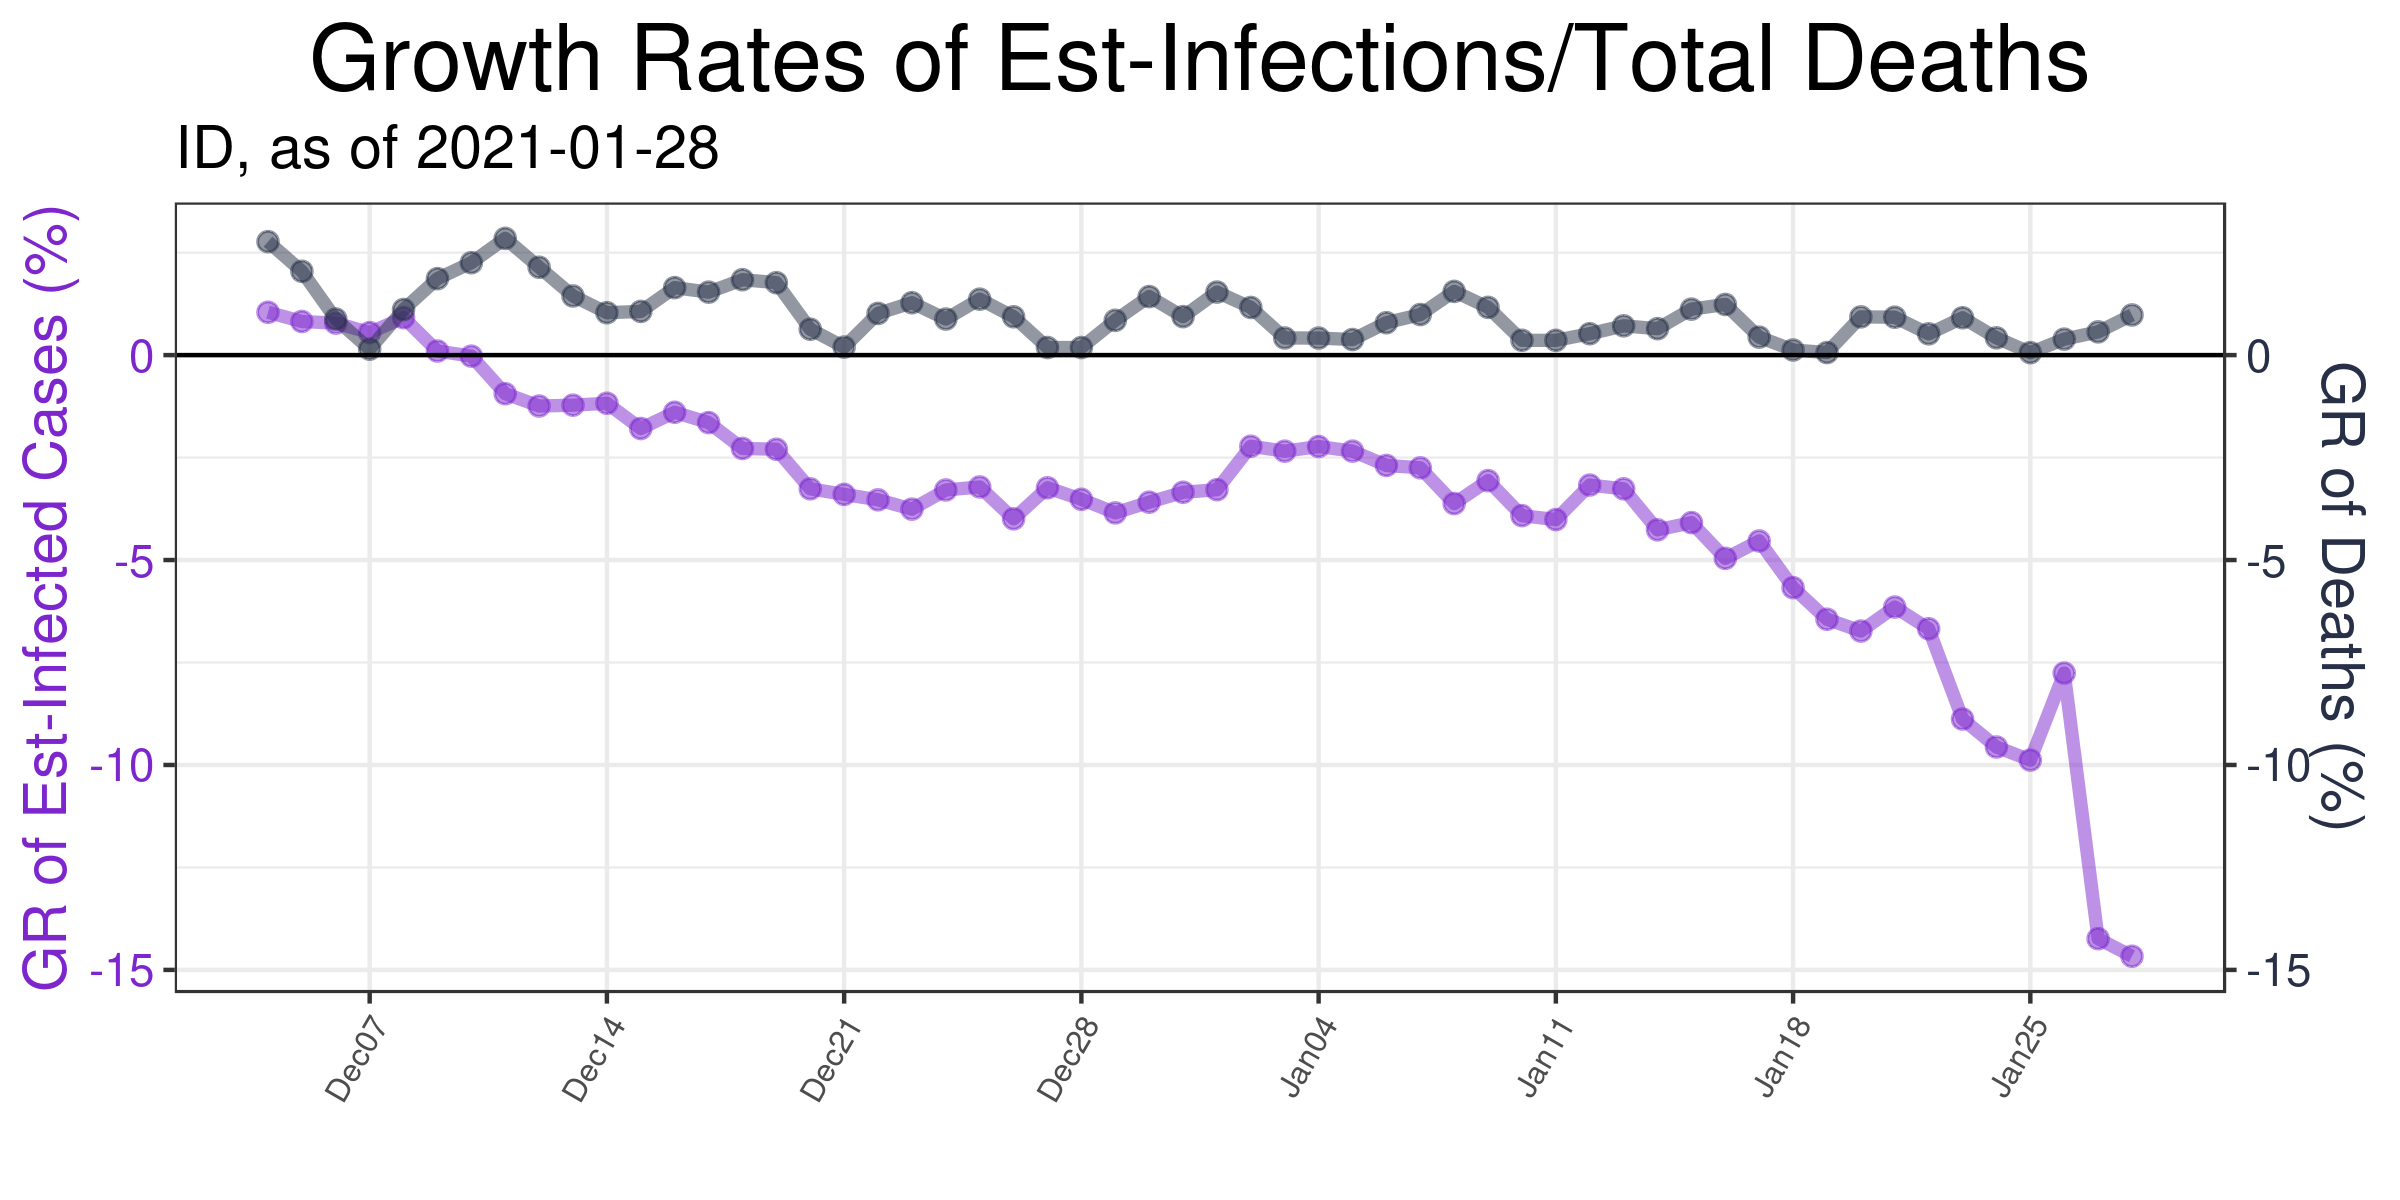 Growth Rates of Est-Infections/Total Deaths
ID, as of 2021-01-28
GR of Est-Infected Cases (%)
0
-5
-10
-15
0
-5
-10
-15
GR of Deaths (%)
Dec07
Dec14
Dec21
Dec28
Jan04
Jan11
Jan18
Jan25